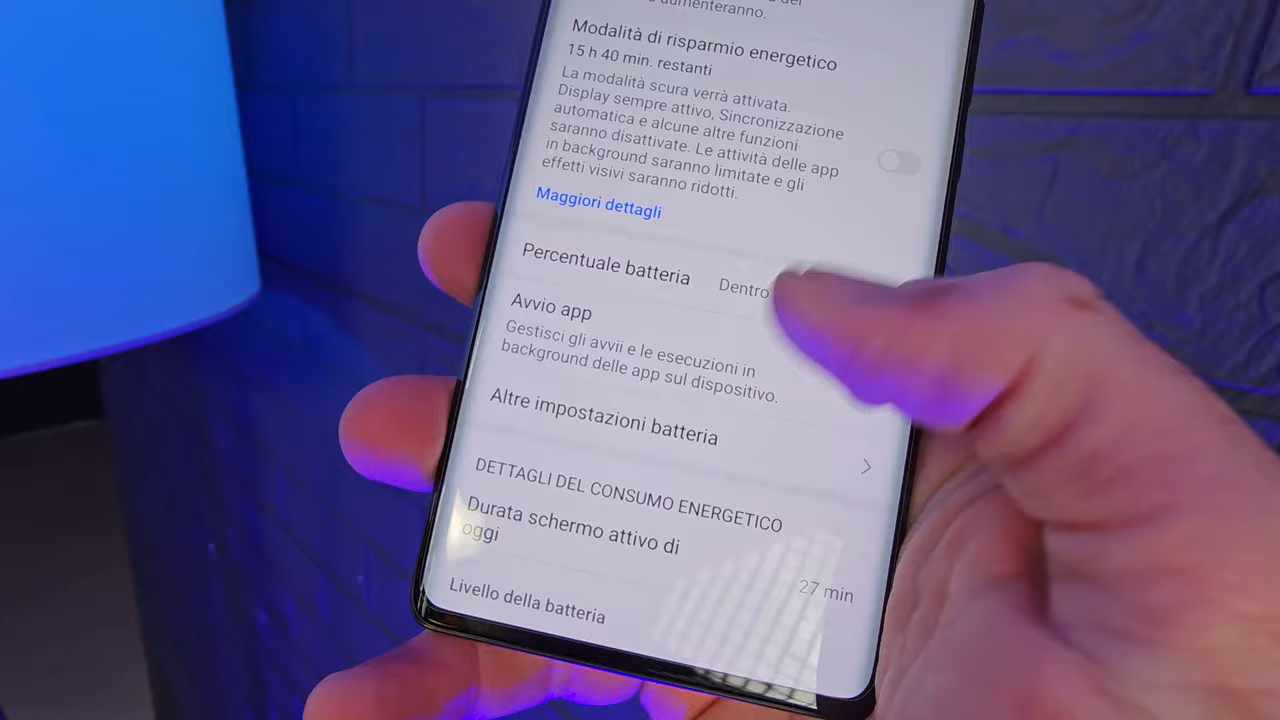 aumenteranno.
Modalità di risparmio energetico
15 h 40 min. restanti
La modalità scura verrà attivata.
Display sempre attivo, Sincronizzazione
automatica e alcune altre funzioni
saranno disattivate. Le attività delle app
in background saranno limitate e gli
effetti visivi saranno ridotti.
Maggiori dettagli
Percentuale batteria
Dentro
Avvio app
Gestisci gli avvii e le esecuzioni in
background delle app sul dispositivo.
Altre impostazioni batteria
DETTAGLI DEL CONSUMO ENERGETICO
Durata schermo attivo di
oggi
27 min
Livello della batteria